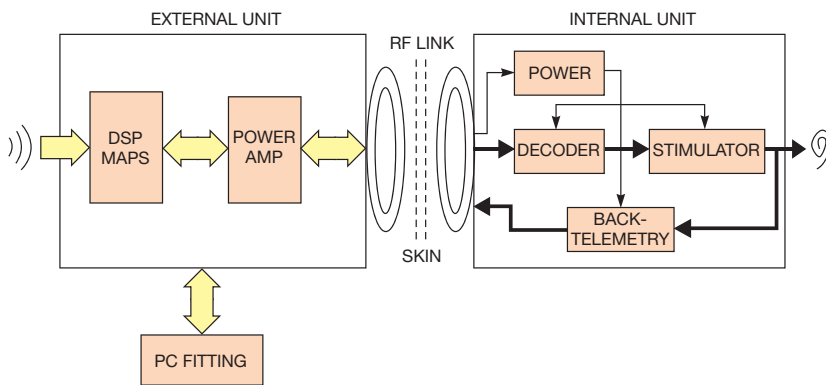 EXTERNAL UNIT
INTERNAL UNIT
RF LINK
POWER
DSP
MAPS
POWER
AMP
DECODER
STIMULATOR
BACK-
TELEMETRY
SKIN
PC FITTING